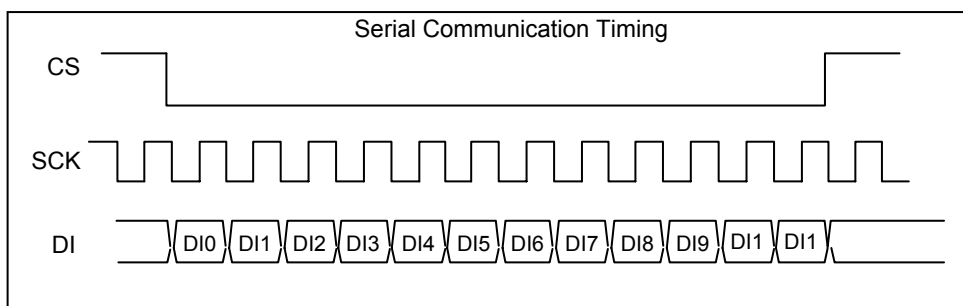 Serial Communication Timing
CS
SCK
DI DI0 DI1 DI2 DI3 DI4 DI5 DI6 DI7 DI8 DI9 DI1 DI1